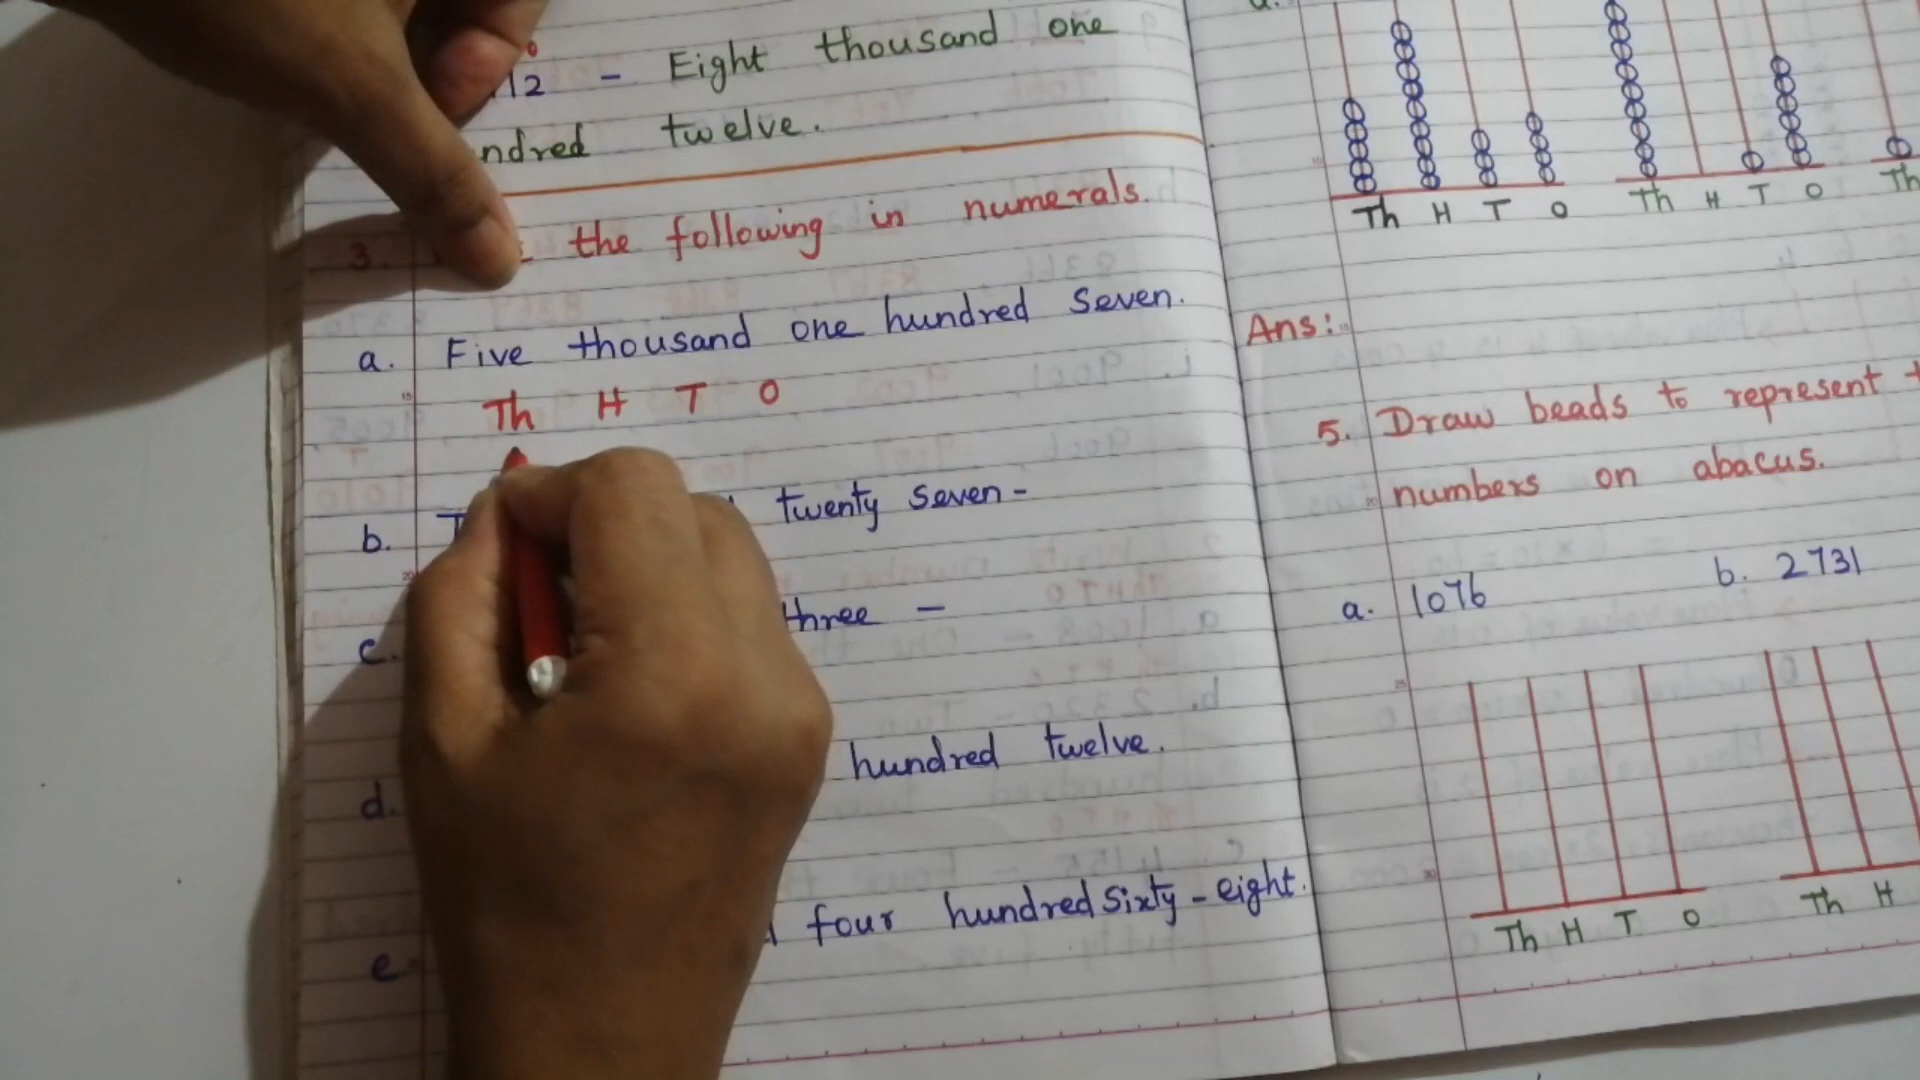 12 - Eight thousand one
ndred twelve.
3. the following in numerals.
a. Five thousand one hundred seven.
Th H T O
b. twenty seven -
c. three -
d. hundred twelve.
e four hundred sixty-eight.
Th H T O
Th H T O
Th
Ans:
5. Draw beads to represent
numbers on abacus.
a. 1076
b. 2731
Th H T O
Th H